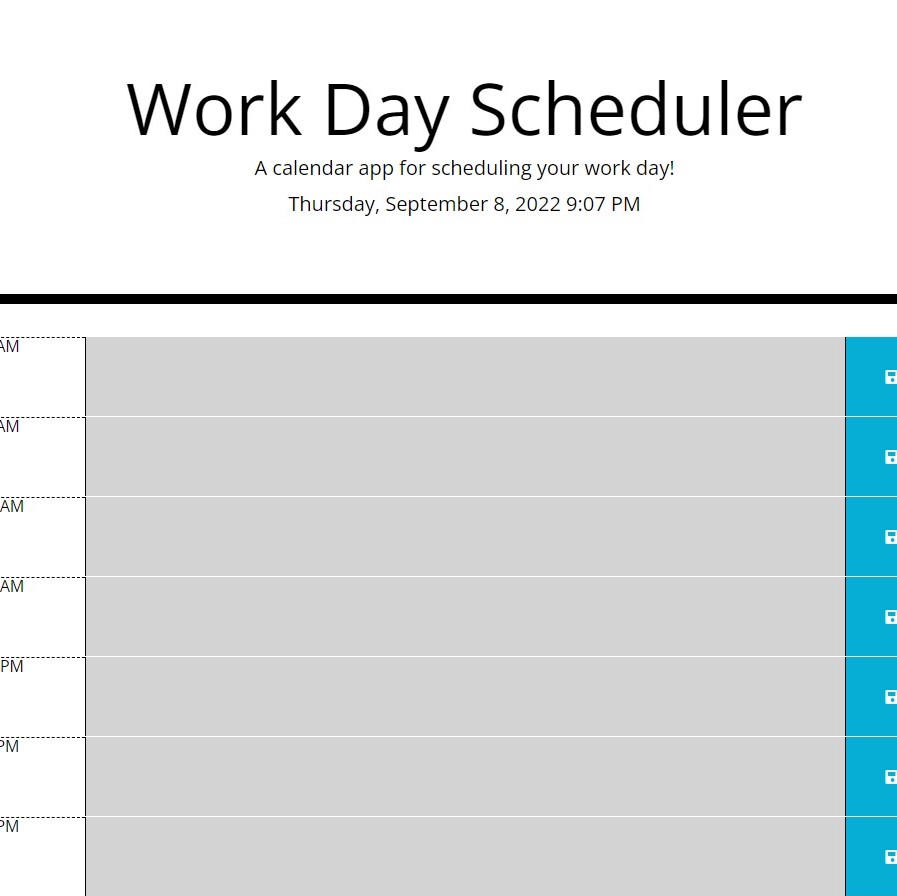 Work Day Scheduler
A calendar app for scheduling your work day!
Thursday, September 8, 2022 9:07 PM
AM
AM
AM
AM
PM
PM
PM